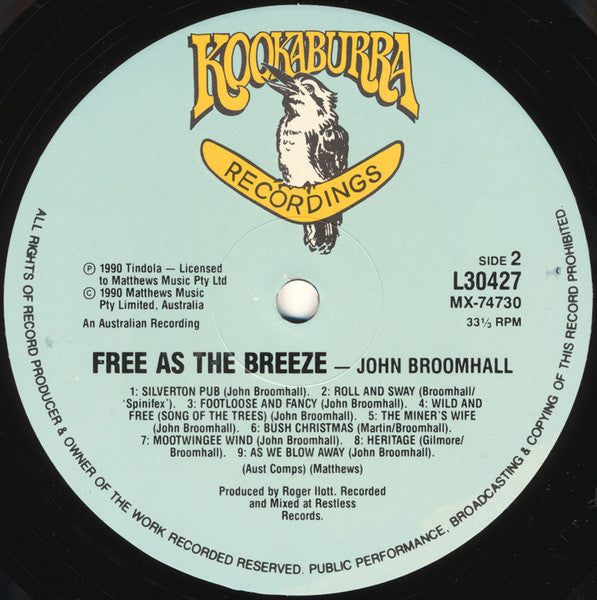 KOOKABURRA
RECORDINGS
Ⓟ 1990 Tindola — Licensed
to Matthews Music Pty Ltd
© 1990 Matthews Music
Pty Limited, Australia
An Australian Recording
SIDE 2
L30427
MX-74730
33⅓ RPM
FREE AS THE BREEZE — JOHN BROOMHALL
1: SILVERTON PUB (John Broomhall). 2: ROLL AND SWAY (Broomhall/
'Spinifex'). 3: FOOTLOOSE AND FANCY (John Broomhall). 4: WILD AND
FREE (SONG OF THE TREES) (John Broomhall). 5: THE MINER'S WIFE
(John Broomhall). 6: BUSH CHRISTMAS (Martin/Broomhall).
7: MOOTWINGEE WIND (John Broomhall). 8: HERITAGE (Gilmore/
Broomhall). 9: AS WE BLOW AWAY (John Broomhall).
(Aust Comps) (Matthews)
Produced by Roger Ilott. Recorded
and Mixed at Restless
Records.
ALL RIGHTS OF RECORD PRODUCER & OWNER OF THE WORK RECORDED RESERVED. PUBLIC PERFORMANCE, BROADCASTING & COPYING OF THIS RECORD PROHIBITED.